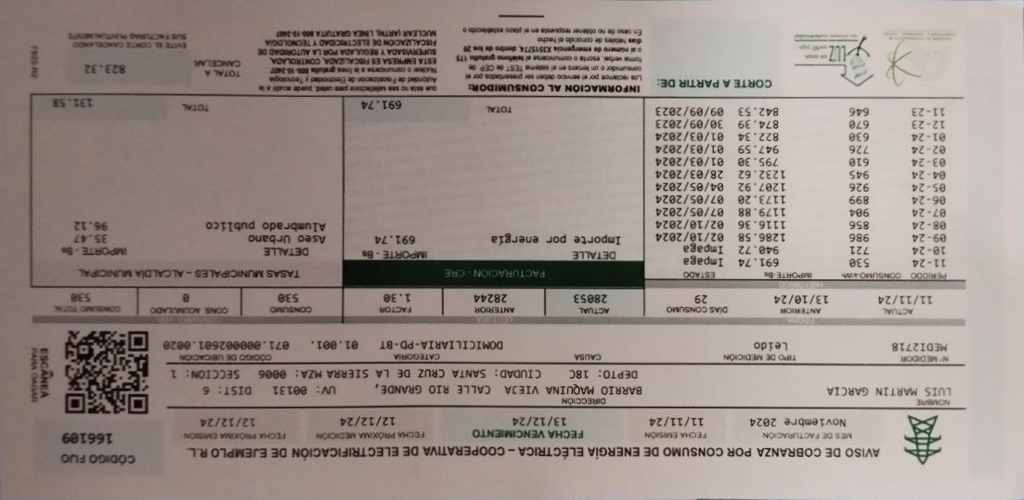 AVISO DE COBRANZA POR CONSUMO DE ENERGÍA ELÉCTRICA – COOPERATIVA DE ELECTRIFICACIÓN DE EJEMPLO R.L.
CÓDIGO FIJO
166109
MES DE FACTURACIÓN FECHA EMISIÓN FECHA VENCIMIENTO FECHA PRÓXIMA MEDICIÓN FECHA PRÓXIMA EMISIÓN
Noviembre 2024 11/11/24 13/12/24 12/12/24 12/12/24
NOMBRE DIRECCIÓN
LUIS MARTIN GARCIA BARRIO MAQUINA VIEJA CALLE RIO GRANDE, UV: 00131 DIST: 6
DEPTO: 18C CIUDAD: SANTA CRUZ DE LA SIERRA MZA: 0006 SECCION: 1
ESCANÉA
PARA PAGAR
Nº MEDIDOR TIPO DE MEDICIÓN CAUSA CATEGORÍA CÓDIGO DE UBICACIÓN
MED12718 Leído DOMICILIARIA-PD-BT 01.001. 071.000002601.0020
FECHA LECTURA
ACTUAL ANTERIOR DÍAS CONSUMO ACTUAL ANTERIOR FACTOR CONSUMO CONS. ACUMULADO CONSUMO TOTAL
11/11/24 13/10/24 29 28053 28244 1.30 530 0 530
HISTÓRICO
PERIODO CONSUMO-kWh IMPORTE-Bs ESTADO
11-24 530 691.74 Impaga
10-24 721 940.72 Impaga
09-24 986 1286.58 02/10/2024
08-24 856 1116.36 02/10/2024
07-24 904 1179.88 07/05/2024
06-24 899 1173.20 07/05/2024
05-24 926 1207.92 04/05/2024
04-24 945 1232.62 28/03/2024
03-24 610 795.30 01/03/2024
02-24 726 947.59 01/03/2024
01-24 630 822.34 01/03/2024
12-23 670 874.39 30/09/2023
11-23 646 842.53 09/09/2023
FACTURACIÓN - CRE
DETALLE IMPORTE - Bs
Importe por energía 691.74
TOTAL 691.74
TASAS MUNICIPALES - ALCALDÍA MUNICIPAL
DETALLE IMPORTE - Bs
Aseo Urbano 35.47
Alumbrado público 96.12
TOTAL 131.58
CORTE A PARTIR DE:
INFORMACIÓN AL CONSUMIDOR:
Los reclamos por el servicio deben ser presentados por el
consumidor o un tercero en el sistema TEST de CEP de
forma verbal, escrita o comunicarse al teléfono gratuito 175
o al número de emergencia 133/15774, dentro de los 20
días hábiles de conocido el hecho
En caso de no obtener respuesta en el plazo establecido o
que esta no sea satisfactoria para usted, puede acudir a la
Autoridad de Fiscalización de Electricidad y Tecnología
Nuclear o comunicarse a la línea gratuita 800-10-2407
ESTA EMPRESA ES FISCALIZADA, CONTROLADA,
SUPERVISADA Y REGULADA POR LA AUTORIDAD DE
FISCALIZACIÓN DE ELECTRICIDAD Y TECNOLOGÍA
NUCLEAR (AETN). LÍNEA GRATUITA 800-10-2407
TOTAL A
CANCELAR
823.32
EVITE EL CORTE CANCELANDO
SUS FACTURAS PUNTUALMENTE